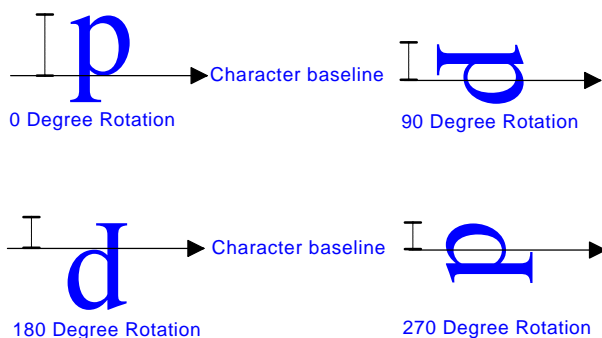 p
Character baseline
p
0 Degree Rotation
90 Degree Rotation
p
Character baseline
p
180 Degree Rotation
270 Degree Rotation